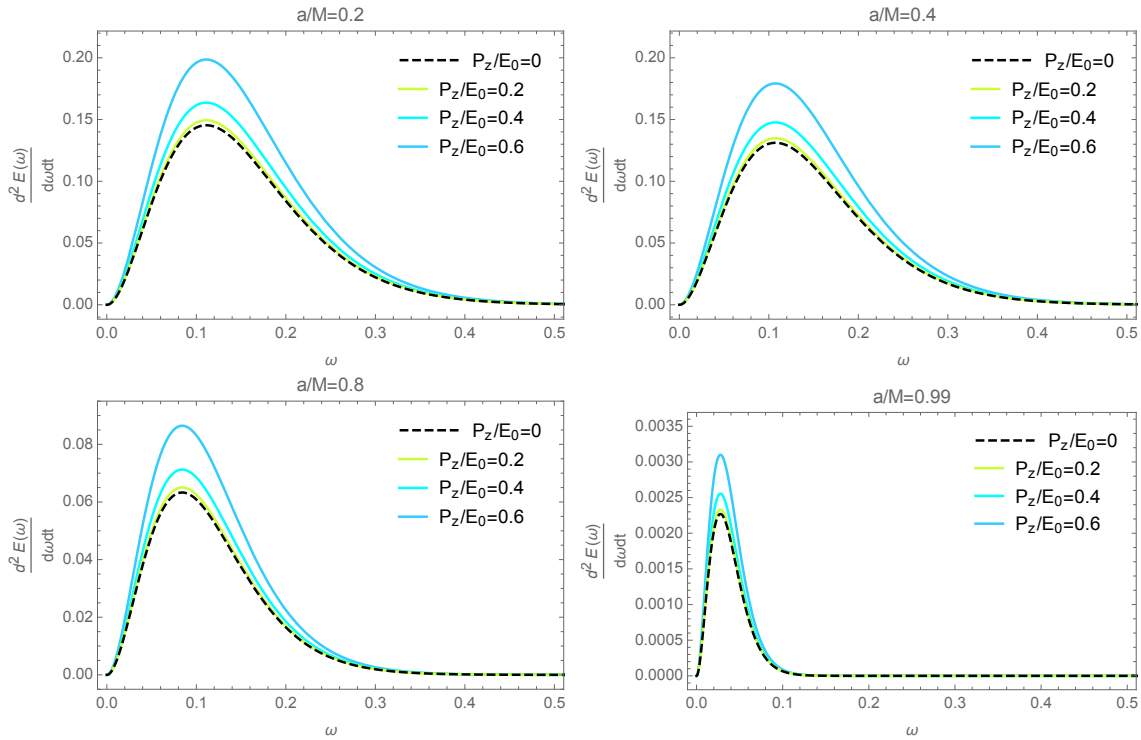 a/M=0.2
d² E(ω)
dωdt
0.20
0.15
0.10
0.05
0.00
P_z/E_0=0
P_z/E_0=0.2
P_z/E_0=0.4
P_z/E_0=0.6
0.0 0.1 0.2 0.3 0.4 0.5
ω
a/M=0.4
d² E(ω)
dωdt
0.20
0.15
0.10
0.05
0.00
P_z/E_0=0
P_z/E_0=0.2
P_z/E_0=0.4
P_z/E_0=0.6
0.0 0.1 0.2 0.3 0.4 0.5
ω
a/M=0.8
d² E(ω)
dωdt
0.08
0.06
0.04
0.02
0.00
P_z/E_0=0
P_z/E_0=0.2
P_z/E_0=0.4
P_z/E_0=0.6
0.0 0.1 0.2 0.3 0.4 0.5
ω
a/M=0.99
d² E(ω)
dωdt
0.0035
0.0030
0.0025
0.0020
0.0015
0.0010
0.0005
0.0000
P_z/E_0=0
P_z/E_0=0.2
P_z/E_0=0.4
P_z/E_0=0.6
0.0 0.1 0.2 0.3 0.4 0.5
ω